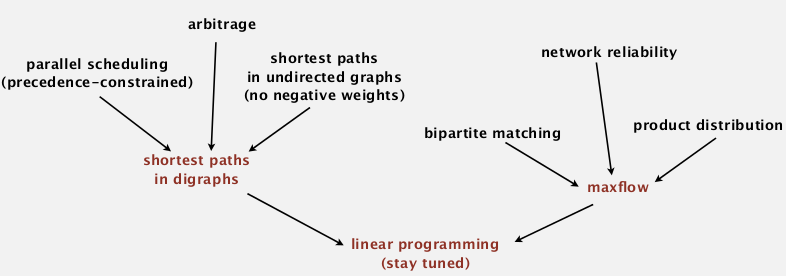 arbitrage
parallel scheduling
(precedence-constrained)
shortest paths
in undirected graphs
(no negative weights)
network reliability
bipartite matching
product distribution
shortest paths
in digraphs
maxflow
linear programming
(stay tuned)